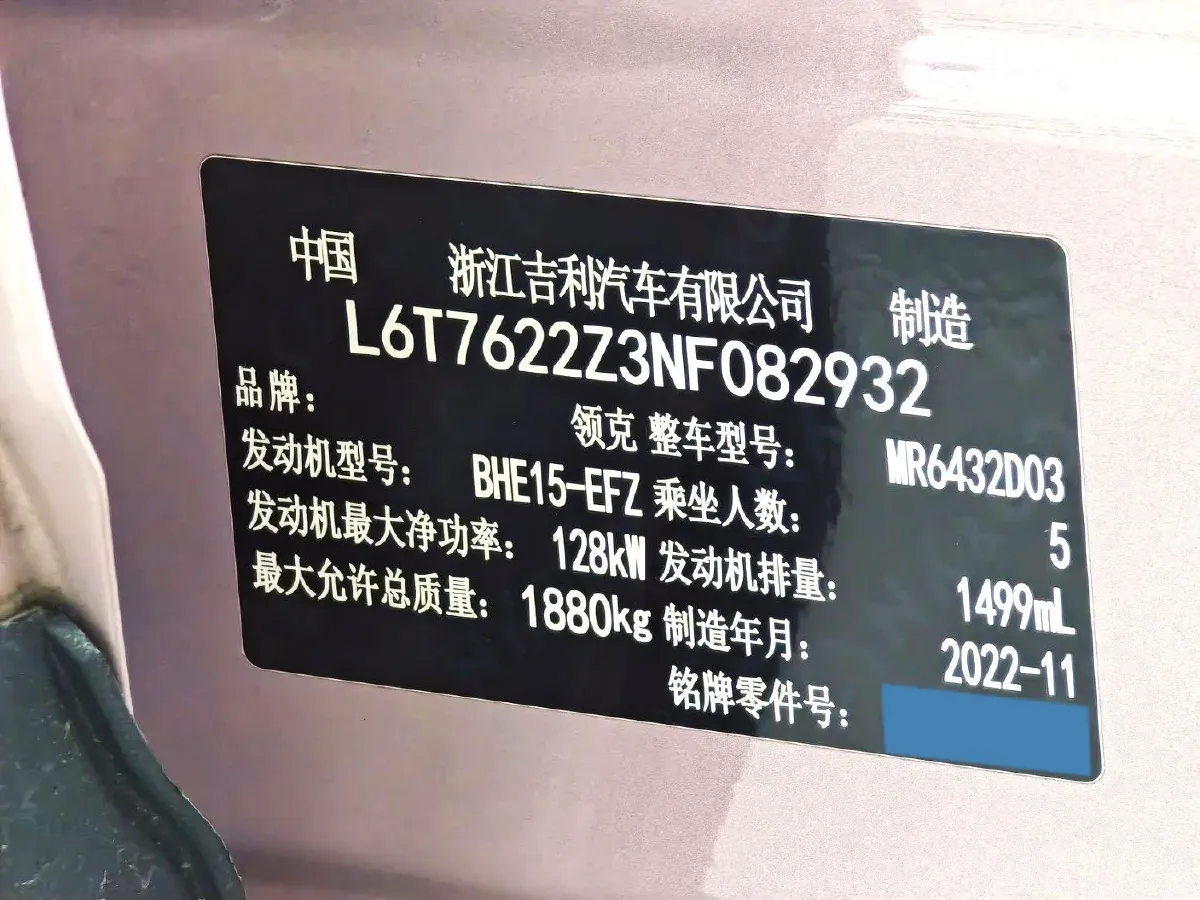 中国 浙江吉利汽车有限公司 制造
L6T7622Z3NF082932
品牌： 领克 整车型号： MR6432D03
发动机型号： BHE15-EFZ 乘坐人数： 5
发动机最大净功率： 128kW 发动机排量： 1499mL
最大允许总质量： 1880kg 制造年月： 2022-11
铭牌零件号：